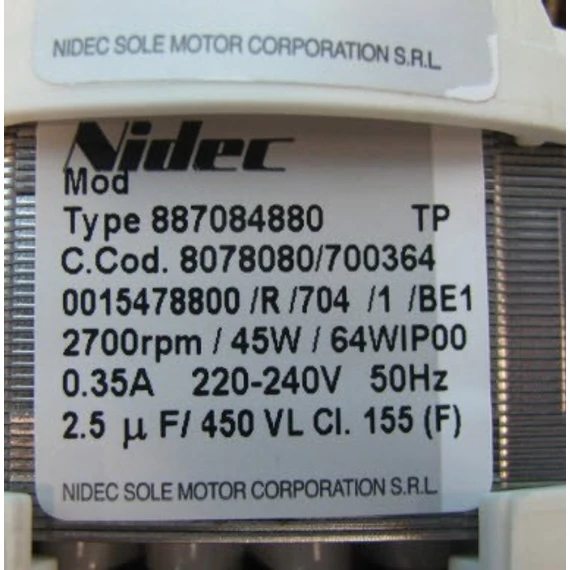 NIDEC SOLE MOTOR CORPORATION S.R.L.
Nidec
Mod
Type 887084880 TP
C.Cod. 8078080/700364
0015478800 /R /704 /1 /BE1
2700rpm / 45W / 64WIP00
0.35A 220-240V 50Hz
2.5 µ F/ 450 VL Cl. 155 (F)
NIDEC SOLE MOTOR CORPORATION S.R.L.